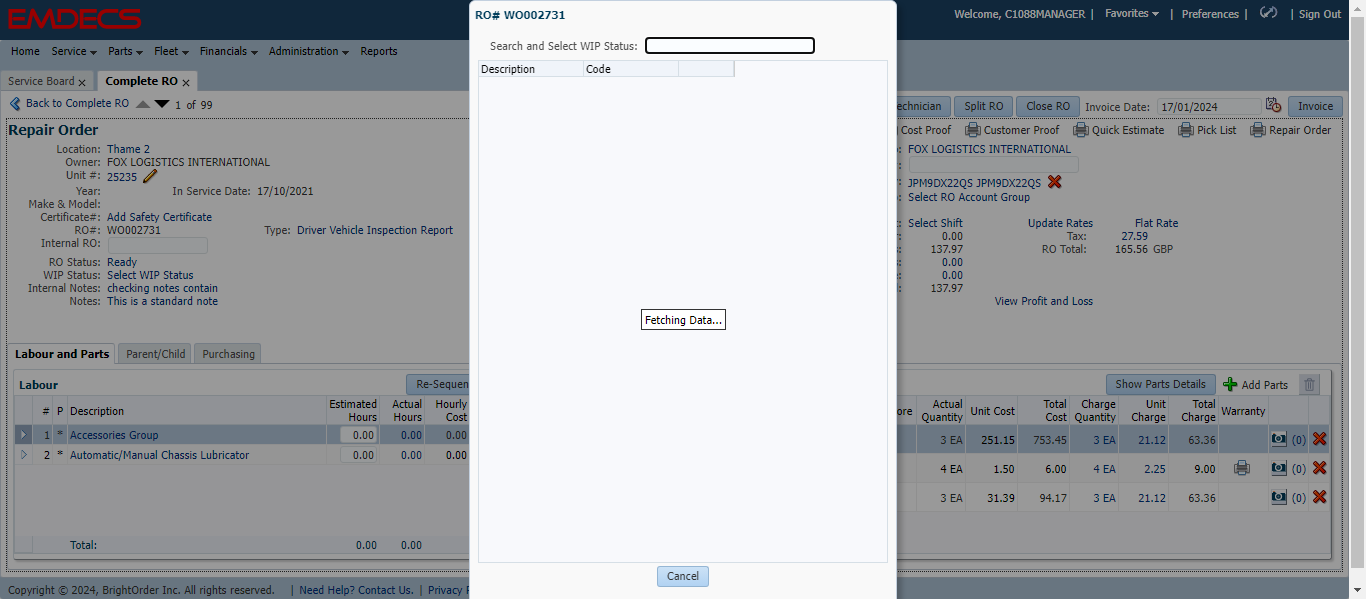 EMDECS
Welcome, C1088MANAGER | Favorites | Preferences | | Sign Out
Home Service Parts Fleet Financials Administration Reports
Service Board x Complete RO x
Back to Complete RO 1 of 99
Repair Order
Location: Thame 2
Owner: FOX LOGISTICS INTERNATIONAL
Unit #: 25235
Year: In Service Date: 17/10/2021
Make & Model:
Certificate#: Add Safety Certificate
RO#: WO002731 Type: Driver Vehicle Inspection Report
Internal RO:
RO Status: Ready
WIP Status: Select WIP Status
Internal Notes: checking notes contain
Notes: This is a standard note
RO# WO002731
Search and Select WIP Status:
Description Code
Fetching Data...
Cancel
Split RO Close RO Invoice Date: 17/01/2024 Invoice
Cost Proof Customer Proof Quick Estimate Pick List Repair Order
FOX LOGISTICS INTERNATIONAL
JPM9DX22QS JPM9DX22QS
Select RO Account Group
Select Shift Update Rates Flat Rate
0.00 Tax: 27.59
137.97 RO Total: 165.56 GBP
0.00
0.00
137.97
View Profit and Loss
Labour and Parts Parent/Child Purchasing
Labour
# P Description Estimated Hours Actual Hours Hourly Cost
1 * Accessories Group 0.00 0.00 0.00
2 * Automatic/Manual Chassis Lubricator 0.00 0.00 0.00
Total: 0.00 0.00
Show Parts Details Add Parts
Actual Quantity Unit Cost Total Cost Charge Quantity Unit Charge Total Charge Warranty
3 EA 251.15 753.45 3 EA 21.12 63.36 (0)
4 EA 1.50 6.00 4 EA 2.25 9.00 (0)
3 EA 31.39 94.17 3 EA 21.12 63.36 (0)
Copyright © 2024, BrightOrder Inc. All rights reserved. | Need Help? Contact Us. | Privacy